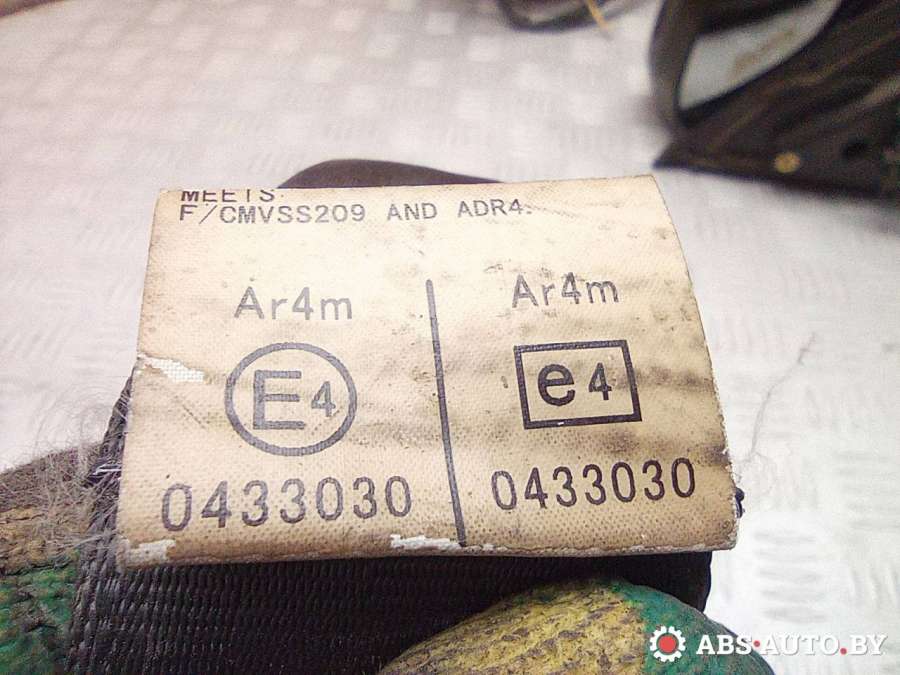 MEETS
F/CMVSS209 AND ADR4.
Ar4m
E4
0433030
Ar4m
e4
0433030
ABS-AUTO.BY